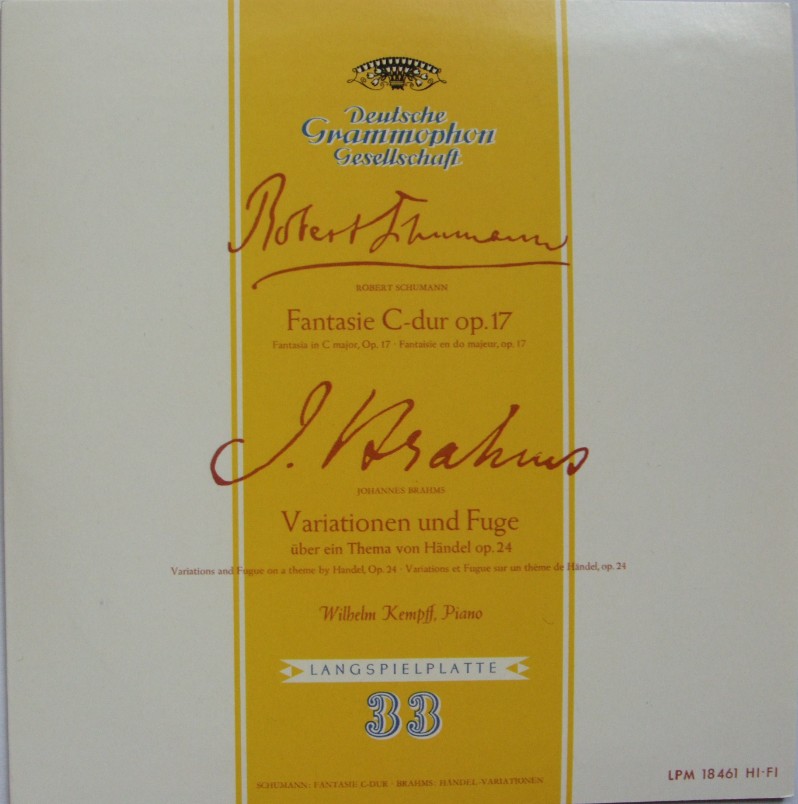 Deutsche
Grammophon
Gesellschaft
Robert Schumann
ROBERT SCHUMANN
Fantasie C-dur op. 17
Fantasia in C major, Op. 17 · Fantaisie en do majeur, op. 17
J. Brahms
JOHANNES BRAHMS
Variationen und Fuge
über ein Thema von Händel op. 24
Variations and Fugue on a theme by Handel, Op. 24 · Variations et Fugue sur un thème de Händel, op. 24
Wilhelm Kempff, Piano
LANGSPIELPLATTE
33
LPM 18461 HI-FI
SCHUMANN: FANTASIE C-DUR · BRAHMS: HÄNDEL-VARIATIONEN